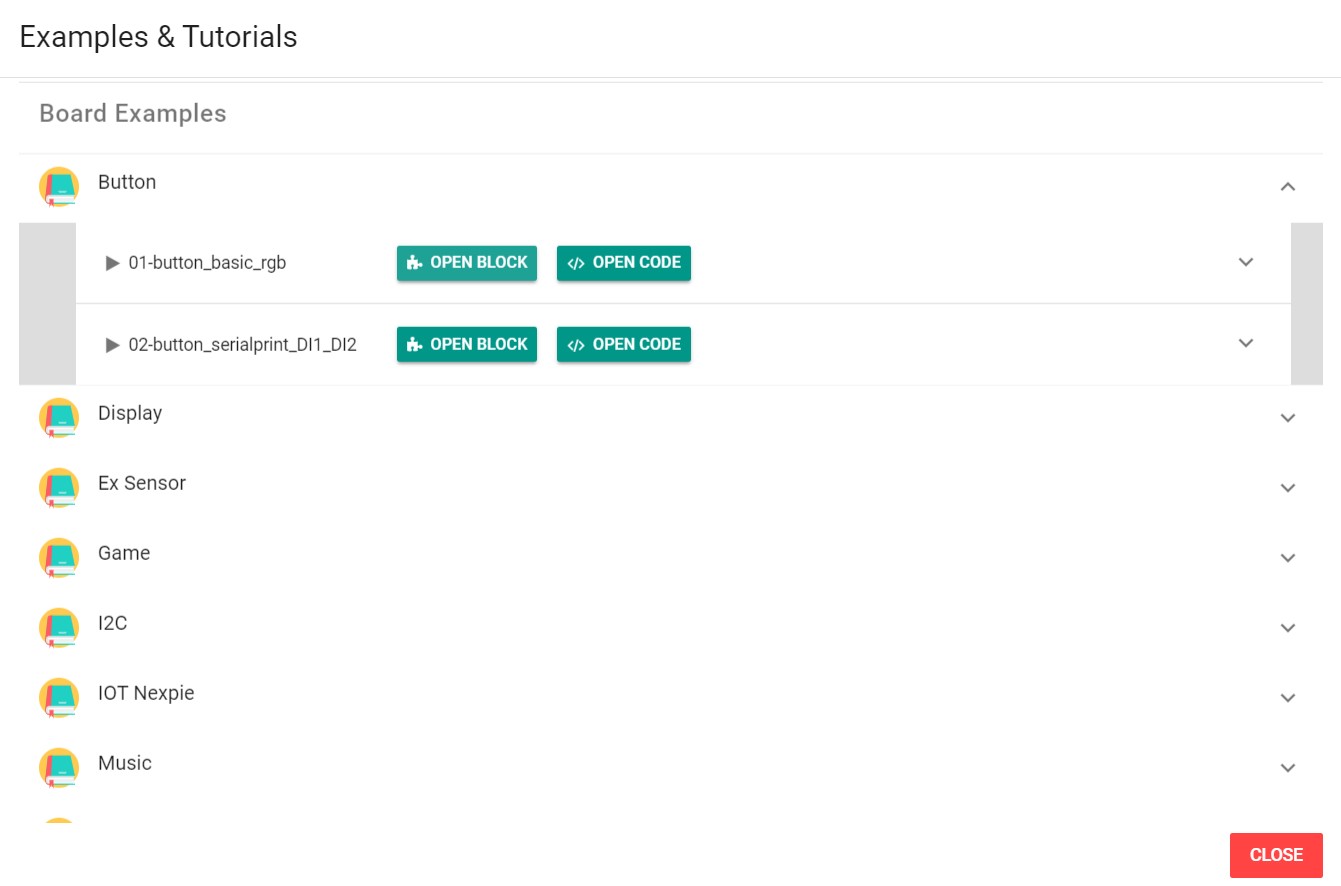 Examples & Tutorials
Board Examples
Button
01-button_basic_rgb OPEN BLOCK OPEN CODE
02-button_serialprint_DI1_DI2 OPEN BLOCK OPEN CODE
Display
Ex Sensor
Game
I2C
IOT Nexpie
Music
CLOSE